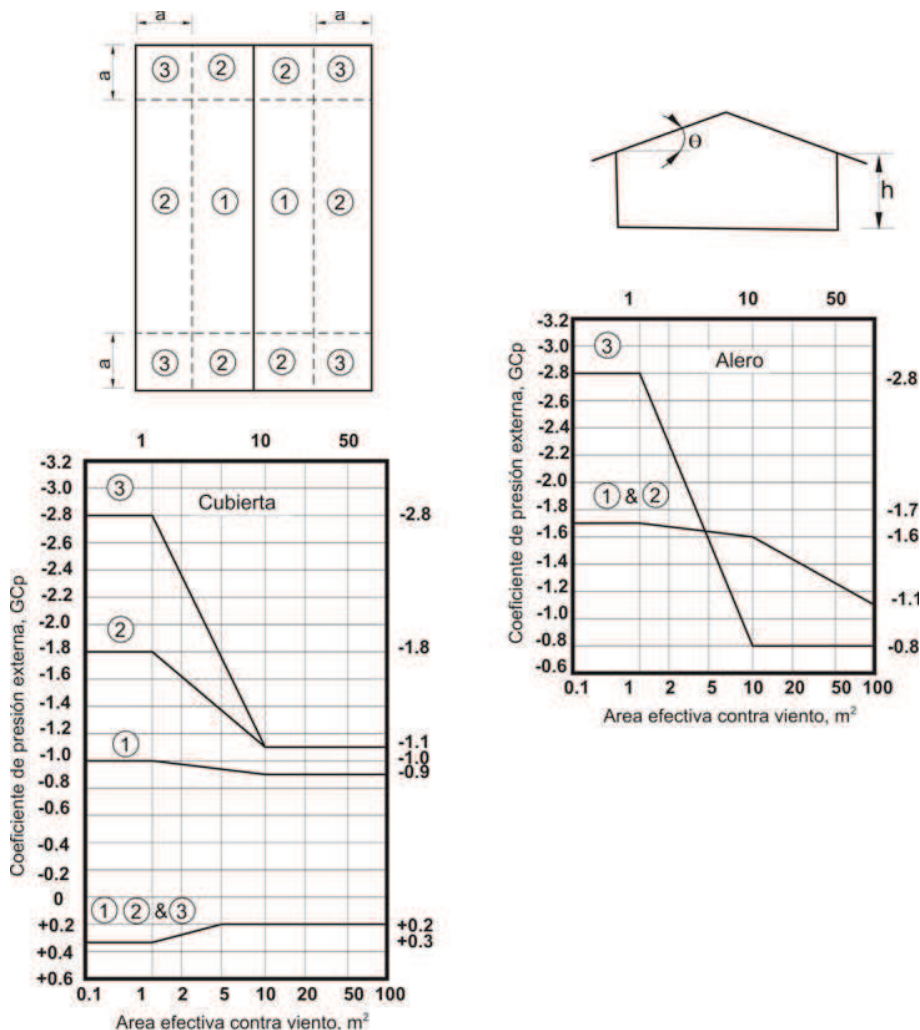 a a
③ ② ② ③
a
② ① ① ②
a
③ ② ② ③
θ
h
1 10 50
-3.2
-3.0
-2.8
-2.6
-2.4
-2.2
-2.0
-1.8
-1.6
-1.4
-1.2
-1.0
-0.8
-0.6
Coeficiente de presión externa, GCp
③ Alero
① & ②
-2.8
-1.7
-1.6
-1.1
-0.8
0.1 1 2 5 10 20 50 100
Area efectiva contra viento, m²
1 10 50
-3.2
-3.0
-2.8
-2.6
-2.4
-2.2
-2.0
-1.8
-1.6
-1.4
-1.2
-1.0
-0.8
-0.6
-0.4
-0.2
0
+0.2
+0.4
+0.6
Coeficiente de presión externa, GCp
③
Cubierta
②
①
① ② & ③
-2.8
-1.8
-1.1
-1.0
-0.9
+0.2
+0.3
0.1 1 2 5 10 20 50 100
Area efectiva contra viento, m²